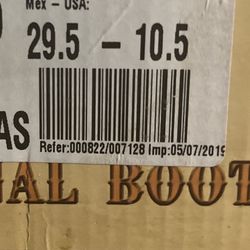 Mex - USA:
29.5 - 10.5
AS
Refer:000822/007128 Imp:05/07/2019
AL BOOT